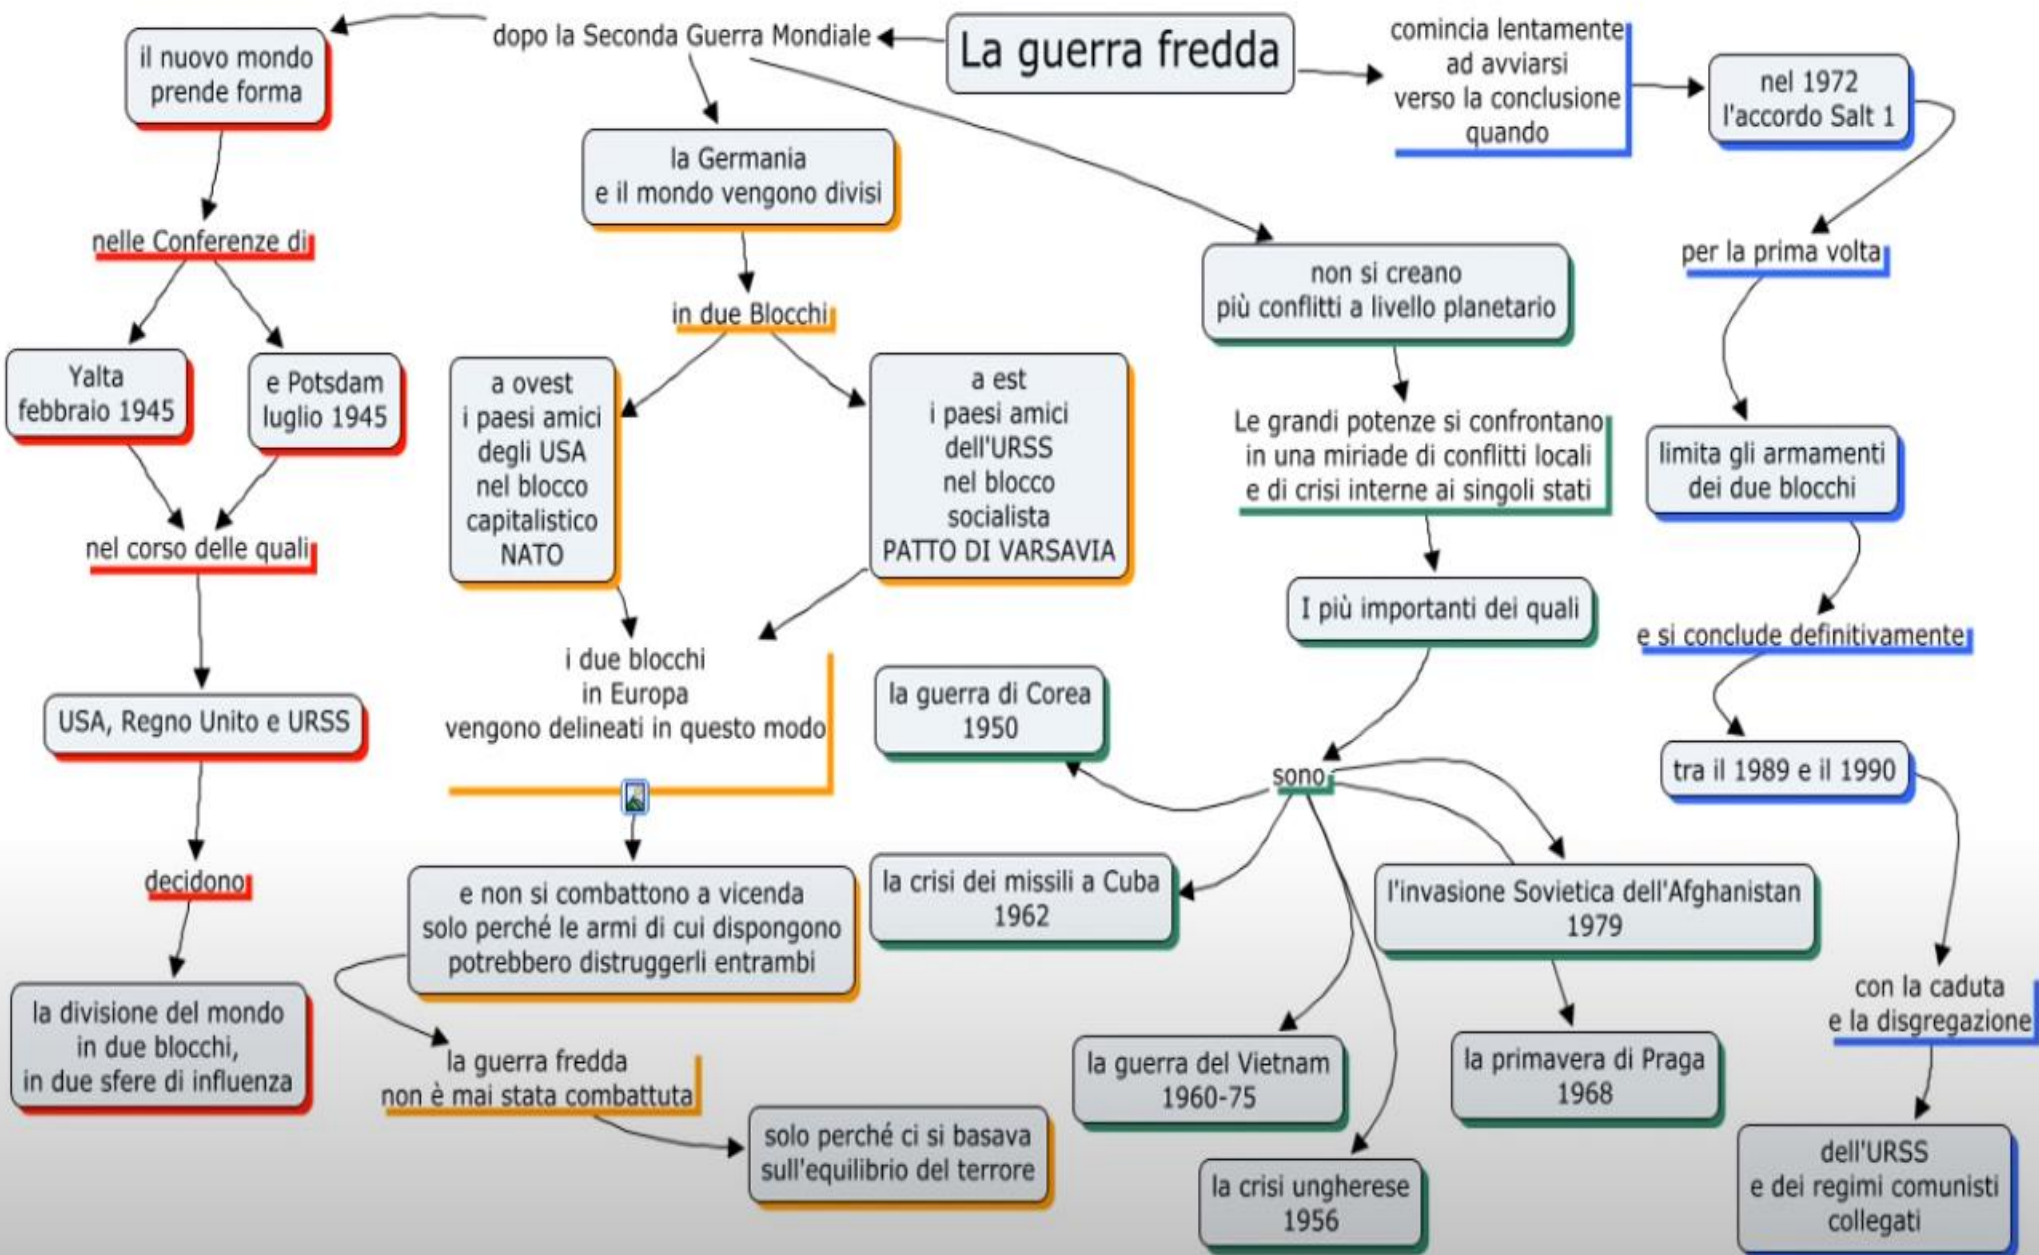 La guerra fredda
dopo la Seconda Guerra Mondiale
il nuovo mondo
prende forma
nelle Conferenze di
Yalta
febbraio 1945
e Potsdam
luglio 1945
nel corso delle quali
USA, Regno Unito e URSS
decidono
la divisione del mondo
in due blocchi,
in due sfere di influenza
la Germania
e il mondo vengono divisi
in due Blocchi
a ovest
i paesi amici
degli USA
nel blocco
capitalistico
NATO
a est
i paesi amici
dell'URSS
nel blocco
socialista
PATTO DI VARSAVIA
i due blocchi
in Europa
vengono delineati in questo modo
e non si combattono a vicenda
solo perché le armi di cui dispongono
potrebbero distruggerli entrambi
la guerra fredda
non è mai stata combattuta
solo perché ci si basava
sull'equilibrio del terrore
non si creano
più conflitti a livello planetario
Le grandi potenze si confrontano
in una miriade di conflitti locali
e di crisi interne ai singoli stati
I più importanti dei quali
sono
la guerra di Corea
1950
la crisi dei missili a Cuba
1962
la guerra del Vietnam
1960-75
la crisi ungherese
1956
l'invasione Sovietica dell'Afghanistan
1979
la primavera di Praga
1968
comincia lentamente
ad avviarsi
verso la conclusione
quando
nel 1972
l'accordo Salt 1
per la prima volta
limita gli armamenti
dei due blocchi
e si conclude definitivamente
tra il 1989 e il 1990
con la caduta
e la disgregazione
dell'URSS
e dei regimi comunisti
collegati